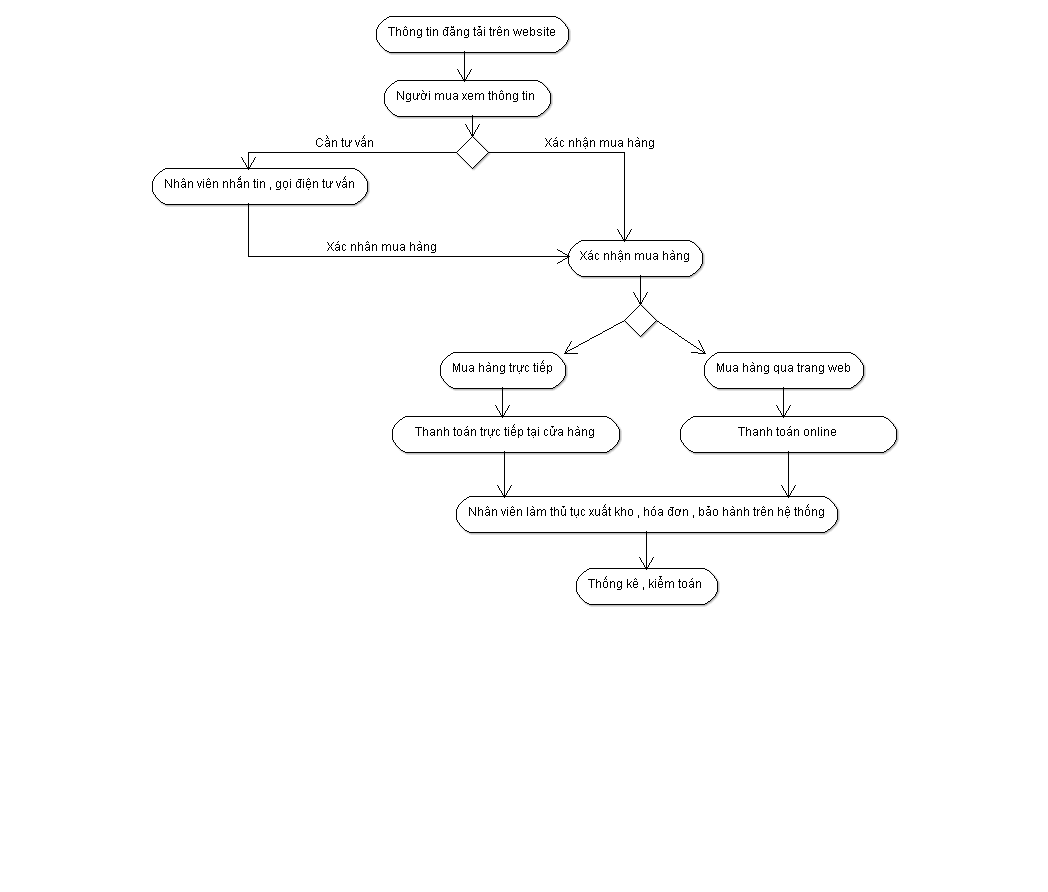 Thông tin đăng tải trên website
Người mua xem thông tin
Cần tư vấn
Xác nhận mua hàng
Nhân viên nhắn tin , gọi điện tư vấn
Xác nhân mua hàng
Xác nhận mua hàng
Mua hàng trực tiếp
Mua hàng qua trang web
Thanh toán trực tiếp tại cửa hàng
Thanh toán online
Nhân viên làm thủ tục xuất kho , hóa đơn , bảo hành trên hệ thống
Thống kê , kiểm toán